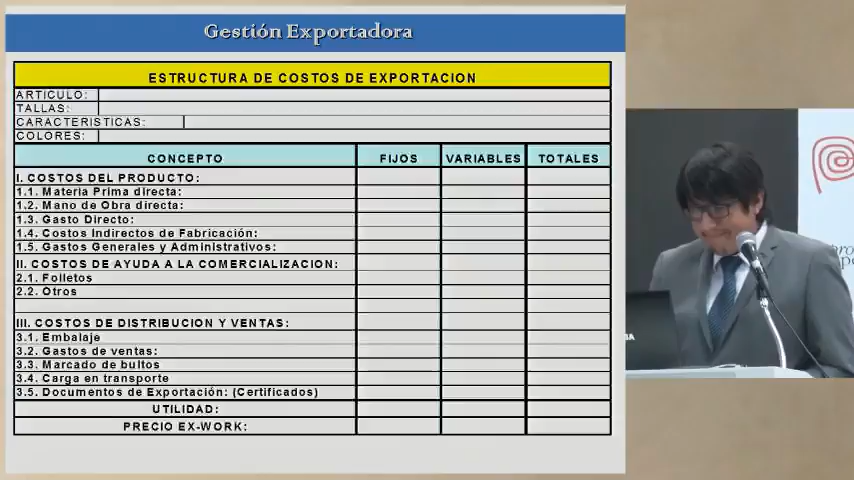 Gestión Exportadora
ESTRUCTURA DE COSTOS DE EXPORTACION
ARTICULO:
TALLAS:
CARACTERISTICAS:
COLORES:
CONCEPTO FIJOS VARIABLES TOTALES
I. COSTOS DEL PRODUCTO:
1.1. Materia Prima directa:
1.2. Mano de Obra directa:
1.3. Gasto Directo:
1.4. Costos Indirectos de Fabricación:
1.5. Gastos Generales y Administrativos:
II. COSTOS DE AYUDA A LA COMERCIALIZACION:
2.1. Folletos
2.2. Otros
III. COSTOS DE DISTRIBUCION Y VENTAS:
3.1. Embalaje
3.2. Gastos de ventas:
3.3. Marcado de bultos
3.4. Carga en transporte
3.5. Documentos de Exportación: (Certificados)
UTILIDAD:
PRECIO EX-WORK: